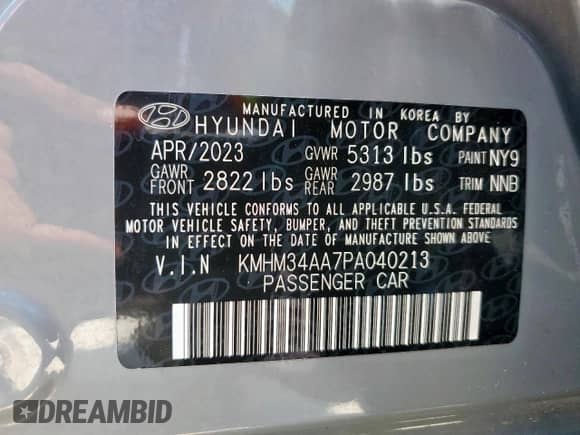 MANUFACTURED IN KOREA BY
HYUNDAI MOTOR COMPANY
APR/2023 GVWR 5313 lbs PAINT NY9
GAWR FRONT 2822 lbs GAWR REAR 2987 lbs TRIM NNB
THIS VEHICLE CONFORMS TO ALL APPLICABLE U.S.A. FEDERAL
MOTOR VEHICLE SAFETY, BUMPER, AND THEFT PREVENTION STANDARDS
IN EFFECT ON THE DATE OF MANUFACTURE SHOWN ABOVE.
V.I.N KMHM34AA7PA040213
PASSENGER CAR
DREAMBID